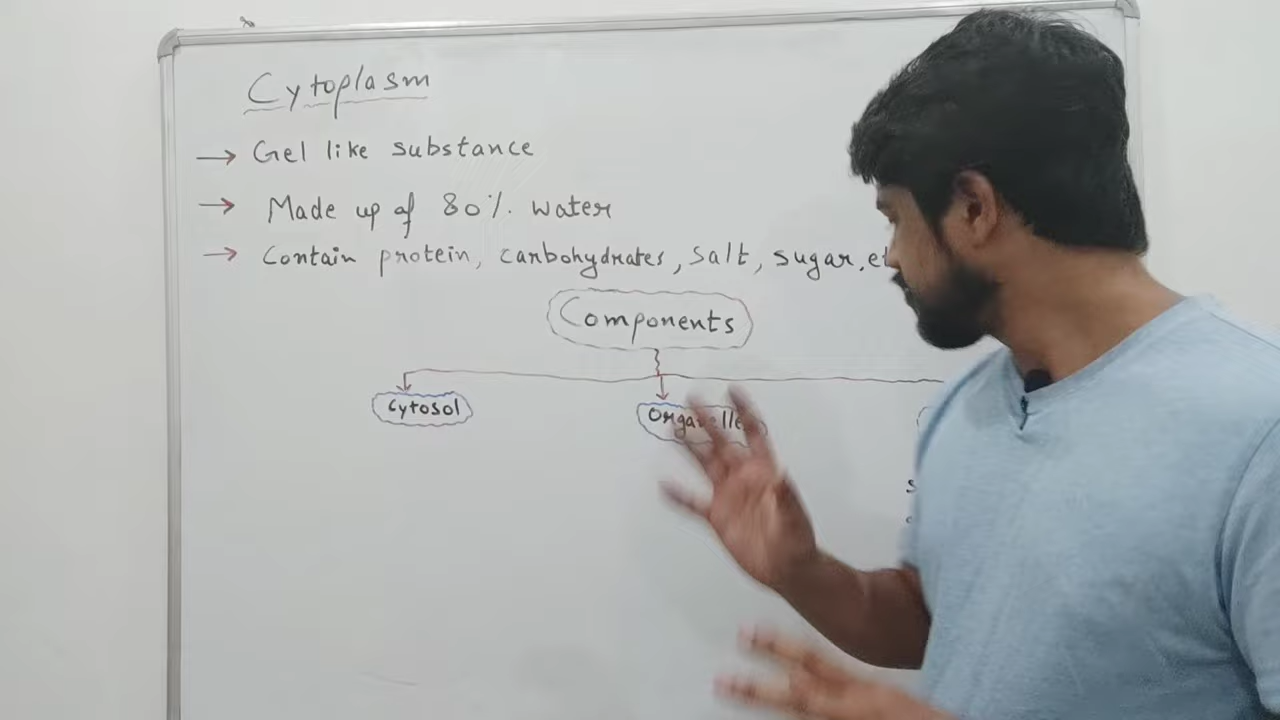 Cytoplasm
→ Gel like substance
→ Made up of 80% water
→ Contain protein, carbohydrates, salt, sugar,
Components
Cytosol